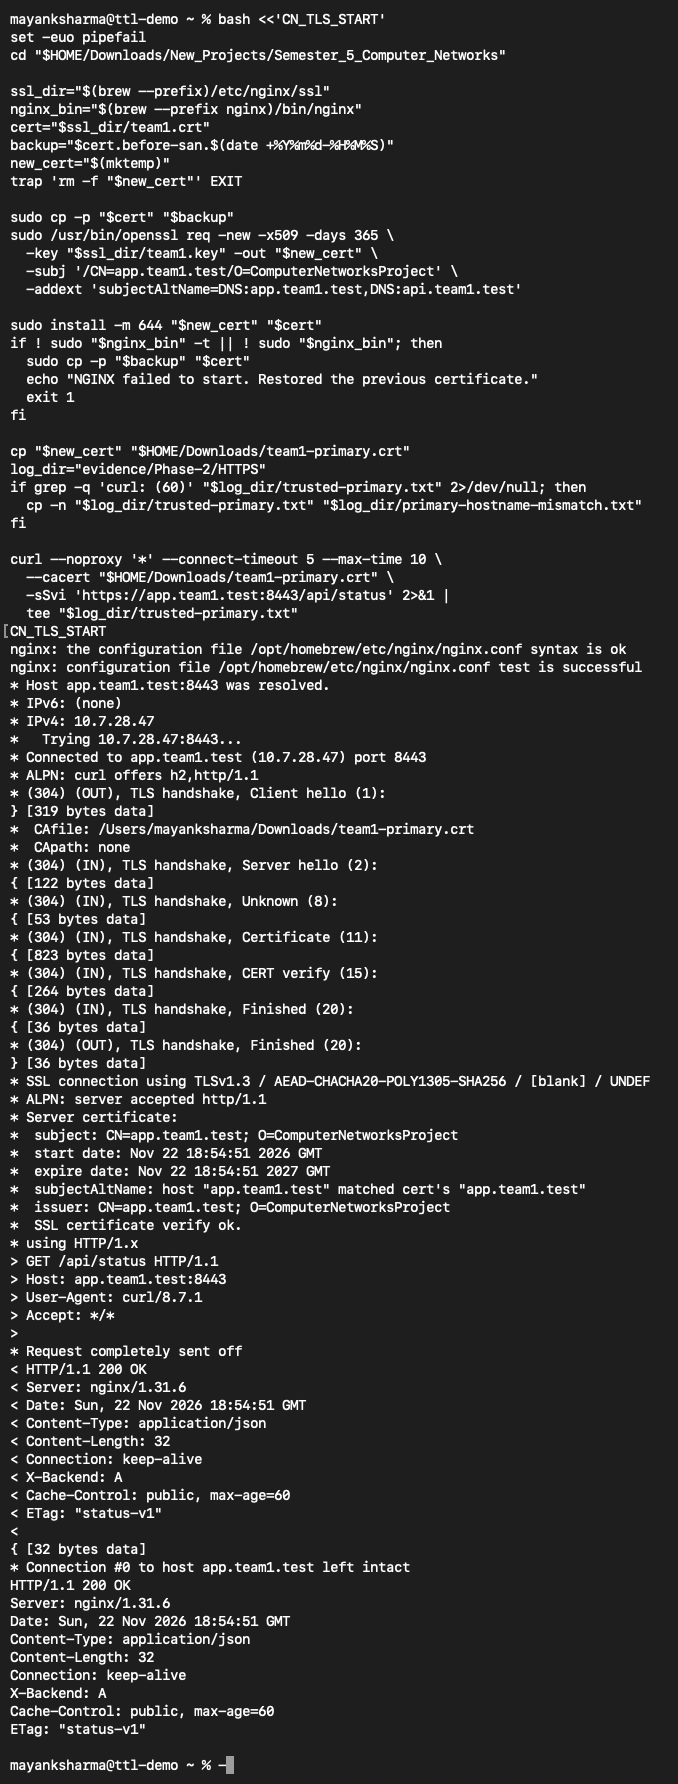 mayanksharma@ttl-demo ~ % bash <<'CN_TLS_START'
set -euo pipefail
cd "$HOME/Downloads/New_Projects/Semester_5_Computer_Networks"

ssl_dir="$(brew --prefix)/etc/nginx/ssl"
nginx_bin="$(brew --prefix nginx)/bin/nginx"
cert="$ssl_dir/team1.crt"
backup="$cert.before-san.$(date +%Y%m%d-%H%M%S)"
new_cert="$(mktemp)"
trap 'rm -f "$new_cert"' EXIT

sudo cp -p "$cert" "$backup"
sudo /usr/bin/openssl req -new -x509 -days 365 \
  -key "$ssl_dir/team1.key" -out "$new_cert" \
  -subj '/CN=app.team1.test/O=ComputerNetworksProject' \
  -addext 'subjectAltName=DNS:app.team1.test,DNS:api.team1.test'

sudo install -m 644 "$new_cert" "$cert"
if ! sudo "$nginx_bin" -t || ! sudo "$nginx_bin"; then
  sudo cp -p "$backup" "$cert"
  echo "NGINX failed to start. Restored the previous certificate."
  exit 1
fi

cp "$new_cert" "$HOME/Downloads/team1-primary.crt"
log_dir="evidence/Phase-2/HTTPS"
if grep -q 'curl: (60)' "$log_dir/trusted-primary.txt" 2>/dev/null; then
  cp -n "$log_dir/trusted-primary.txt" "$log_dir/primary-hostname-mismatch.txt"
fi

curl --noproxy '*' --connect-timeout 5 --max-time 10 \
  --cacert "$HOME/Downloads/team1-primary.crt" \
  -sSvi 'https://app.team1.test:8443/api/status' 2>&1 |
  tee "$log_dir/trusted-primary.txt"
[CN_TLS_START
nginx: the configuration file /opt/homebrew/etc/nginx/nginx.conf syntax is ok
nginx: configuration file /opt/homebrew/etc/nginx/nginx.conf test is successful
* Host app.team1.test:8443 was resolved.
* IPv6: (none)
* IPv4: 10.7.28.47
*   Trying 10.7.28.47:8443...
* Connected to app.team1.test (10.7.28.47) port 8443
* ALPN: curl offers h2,http/1.1
* (304) (OUT), TLS handshake, Client hello (1):
} [319 bytes data]
*  CAfile: /Users/mayanksharma/Downloads/team1-primary.crt
*  CApath: none
* (304) (IN), TLS handshake, Server hello (2):
{ [122 bytes data]
* (304) (IN), TLS handshake, Unknown (8):
{ [53 bytes data]
* (304) (IN), TLS handshake, Certificate (11):
{ [823 bytes data]
* (304) (IN), TLS handshake, CERT verify (15):
{ [264 bytes data]
* (304) (IN), TLS handshake, Finished (20):
{ [36 bytes data]
* (304) (OUT), TLS handshake, Finished (20):
} [36 bytes data]
* SSL connection using TLSv1.3 / AEAD-CHACHA20-POLY1305-SHA256 / [blank] / UNDEF
* ALPN: server accepted http/1.1
* Server certificate:
*  subject: CN=app.team1.test; O=ComputerNetworksProject
*  start date: Nov 22 18:54:51 2026 GMT
*  expire date: Nov 22 18:54:51 2027 GMT
*  subjectAltName: host "app.team1.test" matched cert's "app.team1.test"
*  issuer: CN=app.team1.test; O=ComputerNetworksProject
*  SSL certificate verify ok.
* using HTTP/1.x
> GET /api/status HTTP/1.1
> Host: app.team1.test:8443
> User-Agent: curl/8.7.1
> Accept: */*
>
* Request completely sent off
< HTTP/1.1 200 OK
< Server: nginx/1.31.6
< Date: Sun, 22 Nov 2026 18:54:51 GMT
< Content-Type: application/json
< Content-Length: 32
< Connection: keep-alive
< X-Backend: A
< Cache-Control: public, max-age=60
< ETag: "status-v1"
<
{ [32 bytes data]
* Connection #0 to host app.team1.test left intact
HTTP/1.1 200 OK
Server: nginx/1.31.6
Date: Sun, 22 Nov 2026 18:54:51 GMT
Content-Type: application/json
Content-Length: 32
Connection: keep-alive
X-Backend: A
Cache-Control: public, max-age=60
ETag: "status-v1"

mayanksharma@ttl-demo ~ % -